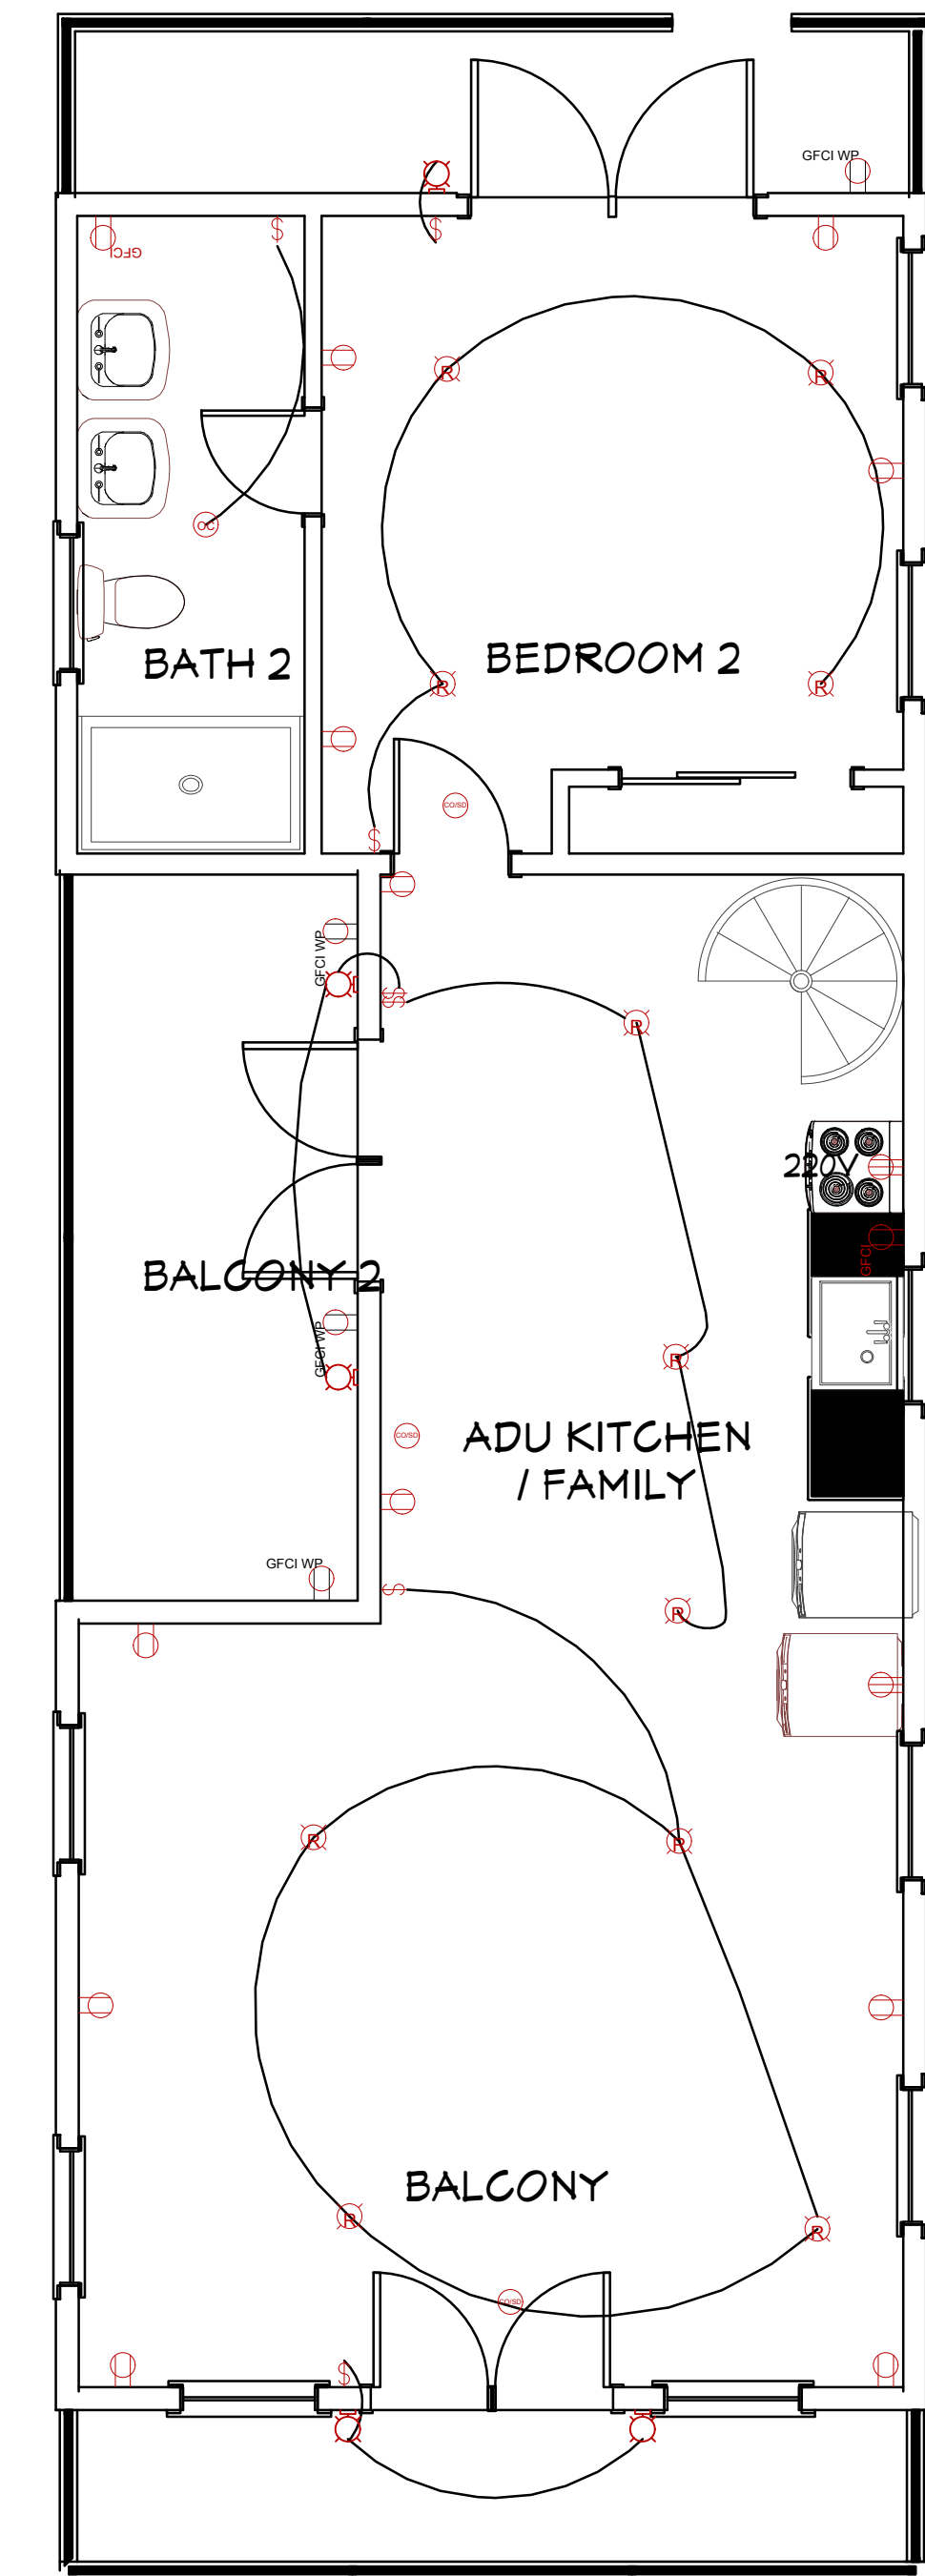 GFCI WP
$
$
GFCI
R
R
OC
BATH 2
BEDROOM 2
R
R
CO/SD
$
GFCI WP
$
$
R
220V
GFCI
BALCONY 2
GFCI WP
R
CO/SD
ADU KITCHEN
/ FAMILY
GFCI WP
$
R
R
R
BALCONY
R
R
CO/SD
$